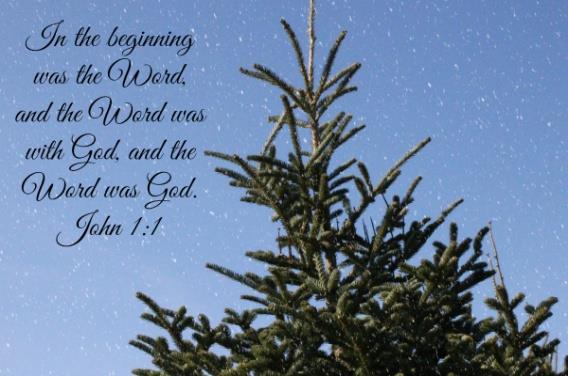 In the beginning
was the Word,
and the Word was
with God, and the
Word was God.
John 1:1